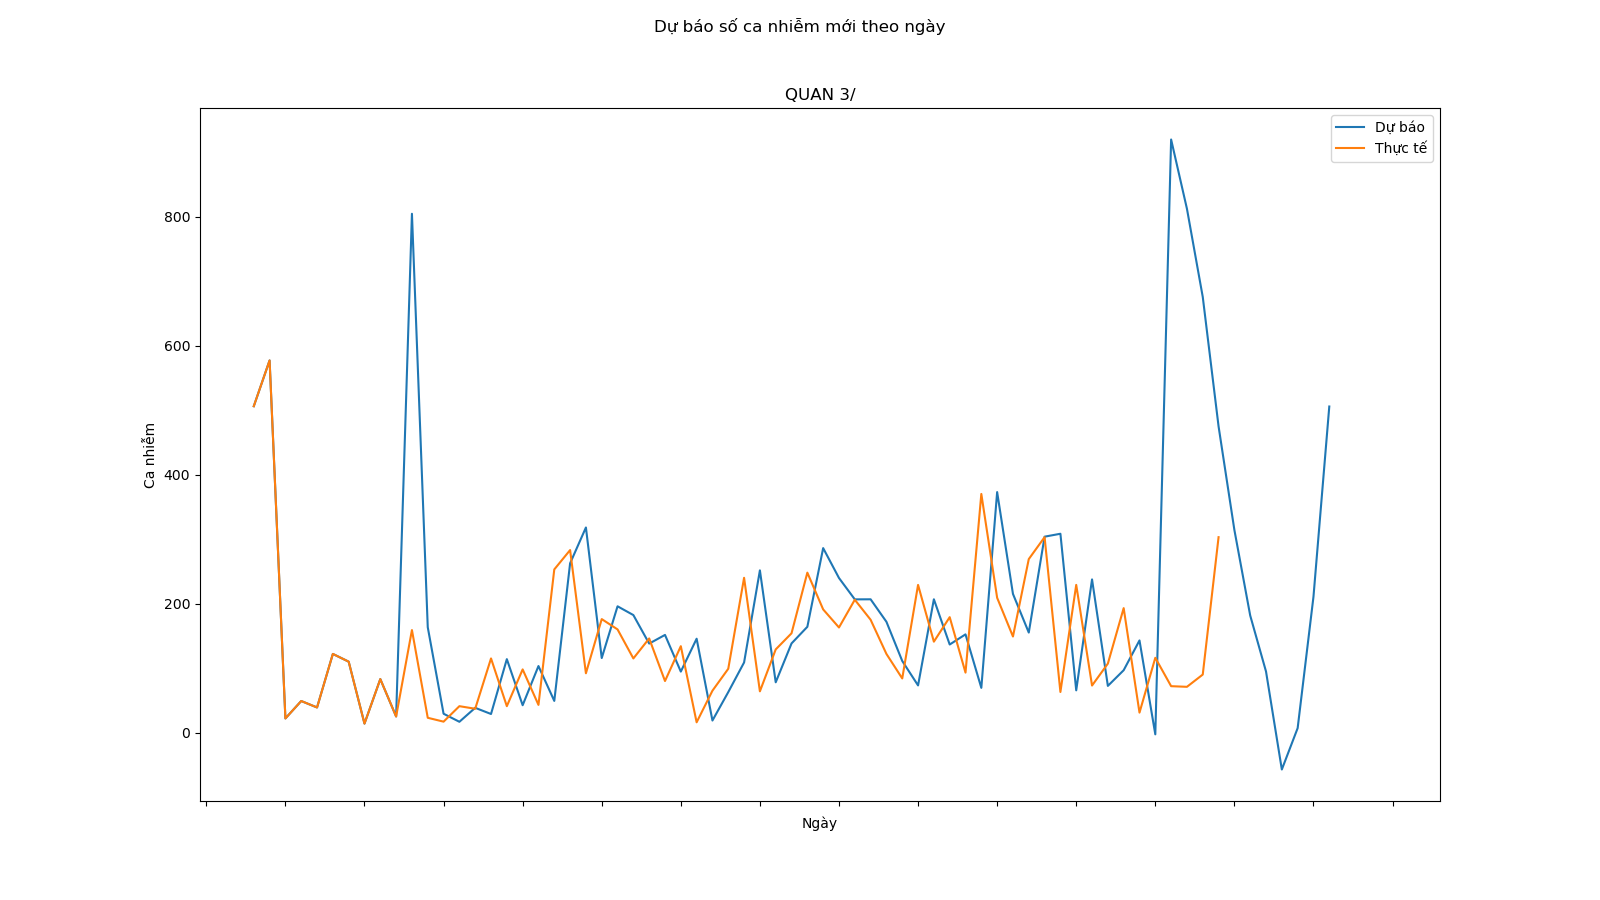 Dự báo số ca nhiễm mới theo ngày
QUAN 3/
Dự báo
Thực tế
800
600
400
200
0
Ca nhiễm
Ngày